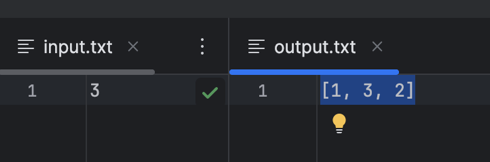 input.txt
output.txt
1 3
1 [1, 3, 2]